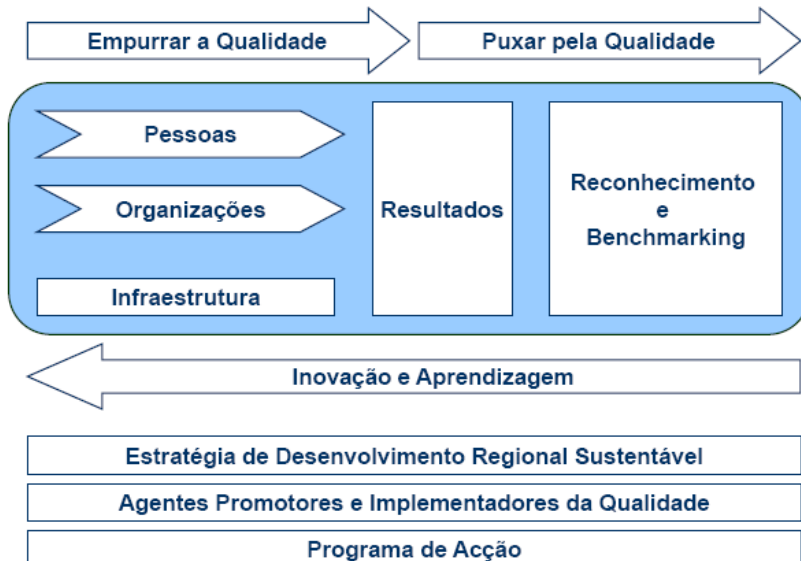 Empurrar a Qualidade
Puxar pela Qualidade
Pessoas
Organizações
Infraestrutura
Resultados
Reconhecimento
e
Benchmarking
Inovação e Aprendizagem
Estratégia de Desenvolvimento Regional Sustentável
Agentes Promotores e Implementadores da Qualidade
Programa de Acção